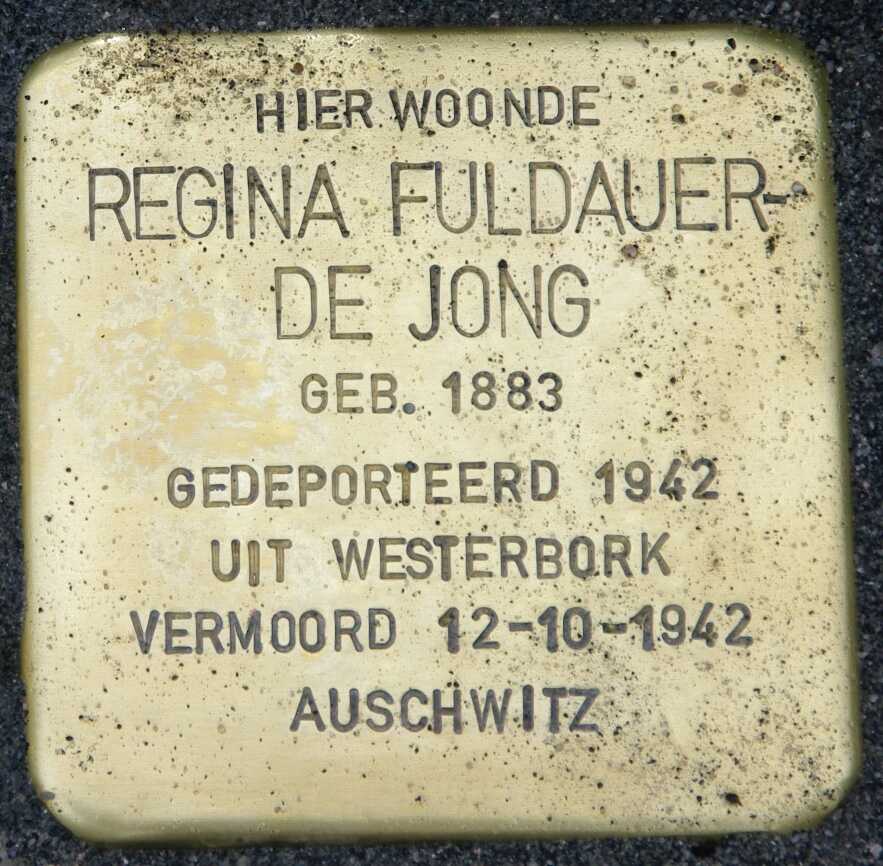 HIER WOONDE
REGINA FULDAUER-
DE JONG
GEB. 1883
GEDEPORTEERD 1942
UIT WESTERBORK
VERMOORD 12-10-1942
AUSCHWITZ